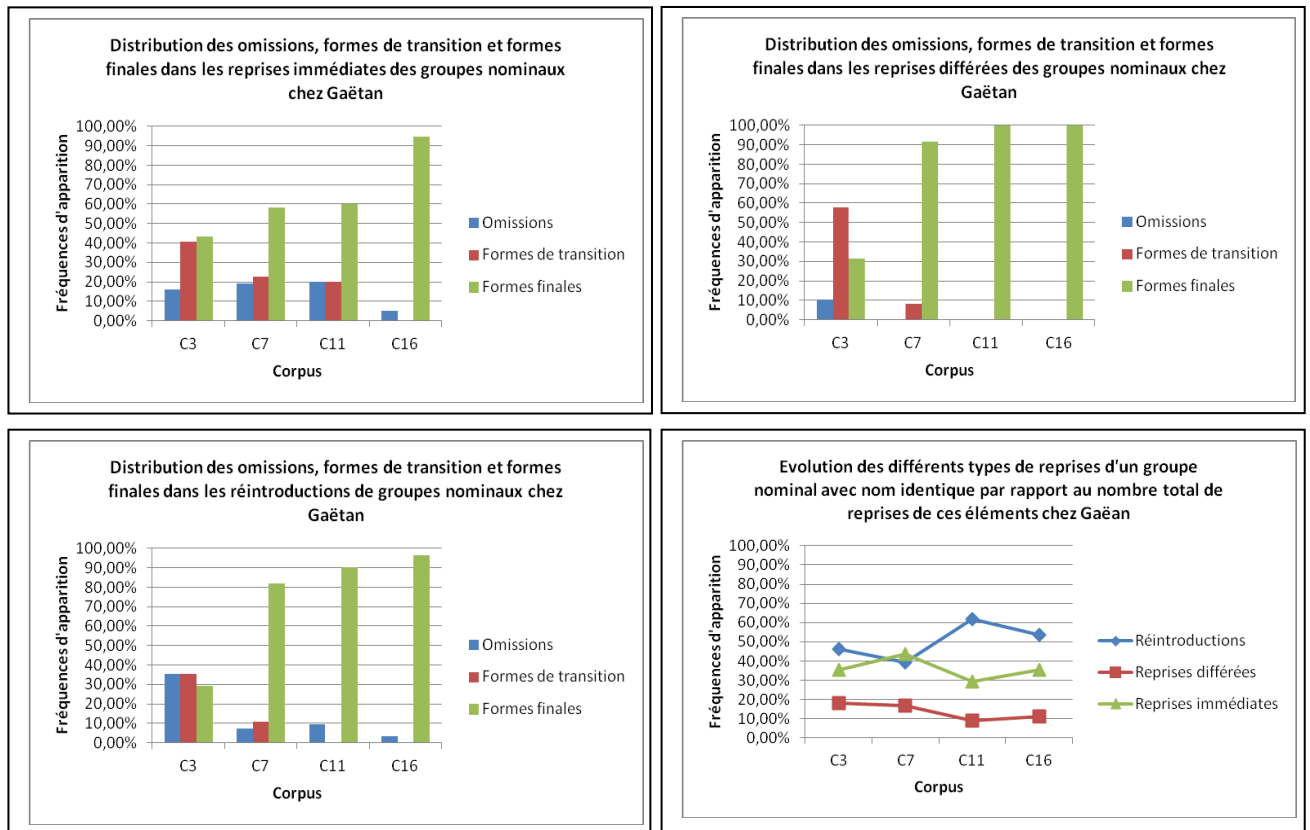 Distribution des omissions, formes de transition et formes
finales dans les reprises immédiates des groupes nominaux
chez Gaëtan
Fréquences d'apparition
100,00%
90,00%
80,00%
70,00%
60,00%
50,00%
40,00%
30,00%
20,00%
10,00%
0,00%
C3 C7 C11 C16
Corpus
Omissions
Formes de transition
Formes finales
Distribution des omissions, formes de transition et formes
finales dans les reprises différées des groupes nominaux chez
Gaëtan
Fréquences d'apparition
100,00%
90,00%
80,00%
70,00%
60,00%
50,00%
40,00%
30,00%
20,00%
10,00%
0,00%
C3 C7 C11 C16
Corpus
Omissions
Formes de transition
Formes finales
Distribution des omissions, formes de transition et formes
finales dans les réintroductions de groupes nominaux chez
Gaëtan
Fréquences d'apparition
100,00%
90,00%
80,00%
70,00%
60,00%
50,00%
40,00%
30,00%
20,00%
10,00%
0,00%
C3 C7 C11 C16
Corpus
Omissions
Formes de transition
Formes finales
Evolution des différents types de reprises d'un groupe
nominal avec nom identique par rapport au nombre total de
reprises de ces éléments chez Gaëan
Fréquences d'apparition
100,00%
90,00%
80,00%
70,00%
60,00%
50,00%
40,00%
30,00%
20,00%
10,00%
0,00%
C3 C7 C11 C16
Corpus
Réintroductions
Reprises différées
Reprises immédiates